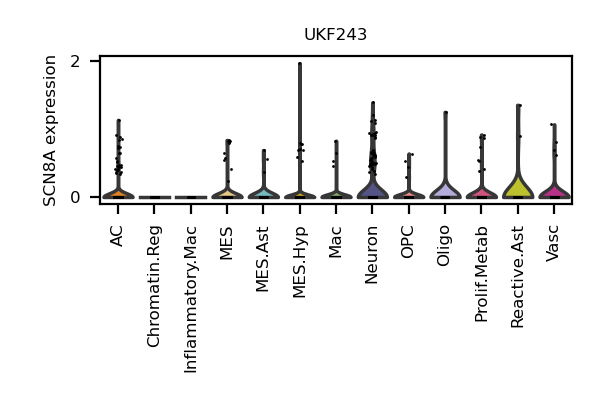 UKF243
SCN8A expression
2
0
AC
Chromatin.Reg
Inflammatory.Mac
MES
MES.Ast
MES.Hyp
Mac
Neuron
OPC
Oligo
Prolif.Metab
Reactive.Ast
Vasc